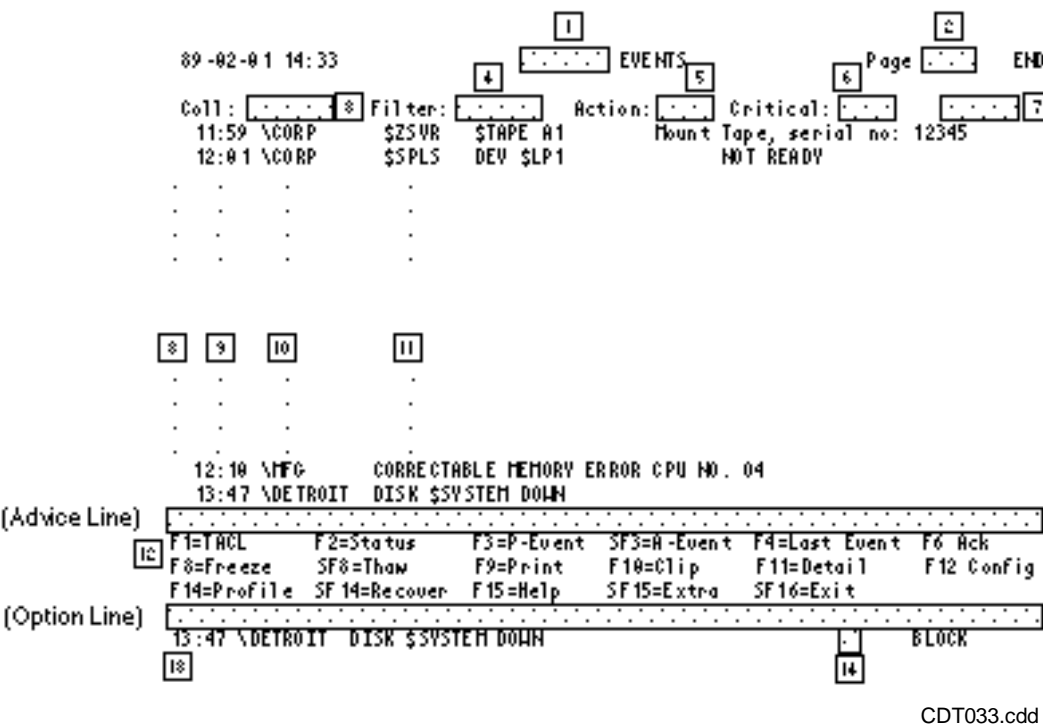 1 2
89-02-01 14:33 EVENTS Page END
4 5 6
Coll: 8 Filter: Action: Critical: 7
11:59 \CORP $ZSVR $TAPE A1 Mount Tape, serial no: 12345
12:01 \CORP $SPLS DEV $LP1 NOT READY
8 9 10 11
12:10 \MFG CORRECTABLE MEMORY ERROR CPU NO. 04
13:47 \DETROIT DISK $SYSTEM DOWN
(Advice Line)
12 F1=TACL F2=Status F3=P-Event SF3=A-Event F4=Last Event F6 Ack
F8=Freeze SF8=Thaw F9=Print F10=Clip F11=Detail F12 Config
F14=Profile SF14=Recover F15=Help SF15=Extra SF16=Exit
(Option Line)
13:47 \DETROIT DISK $SYSTEM DOWN BLOCK
13 14
CDT033.cdd